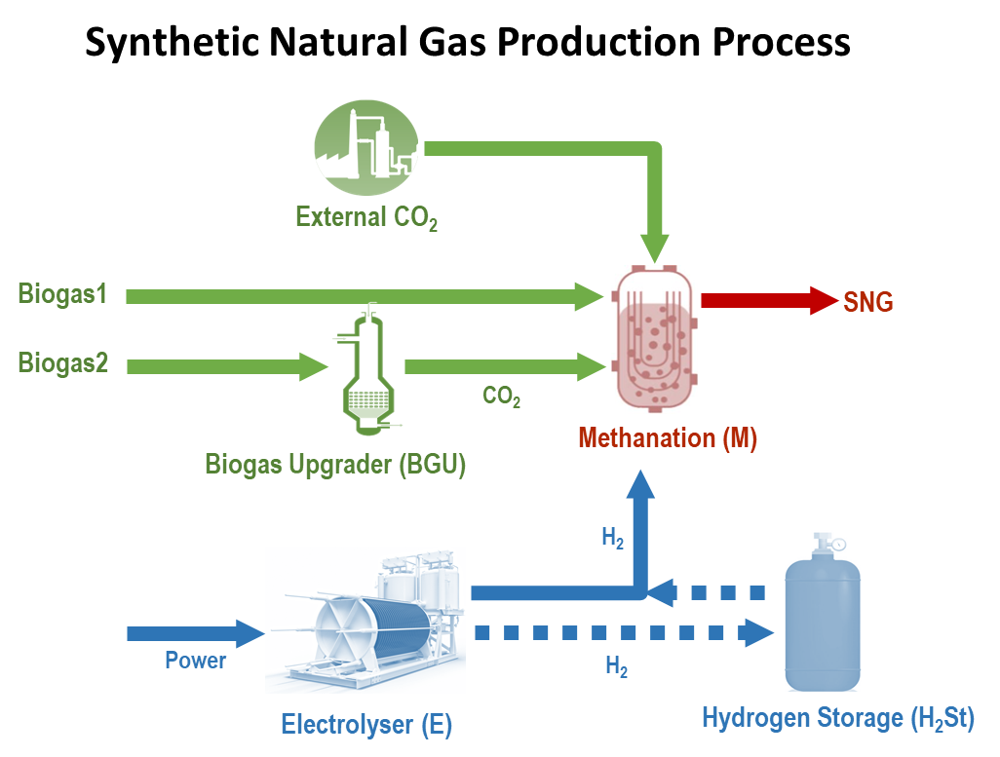 Synthetic Natural Gas Production Process
External CO₂
Biogas1
SNG
Biogas2
CO₂
Methanation (M)
Biogas Upgrader (BGU)
H₂
Power
H₂
Electrolyser (E)
Hydrogen Storage (H₂St)